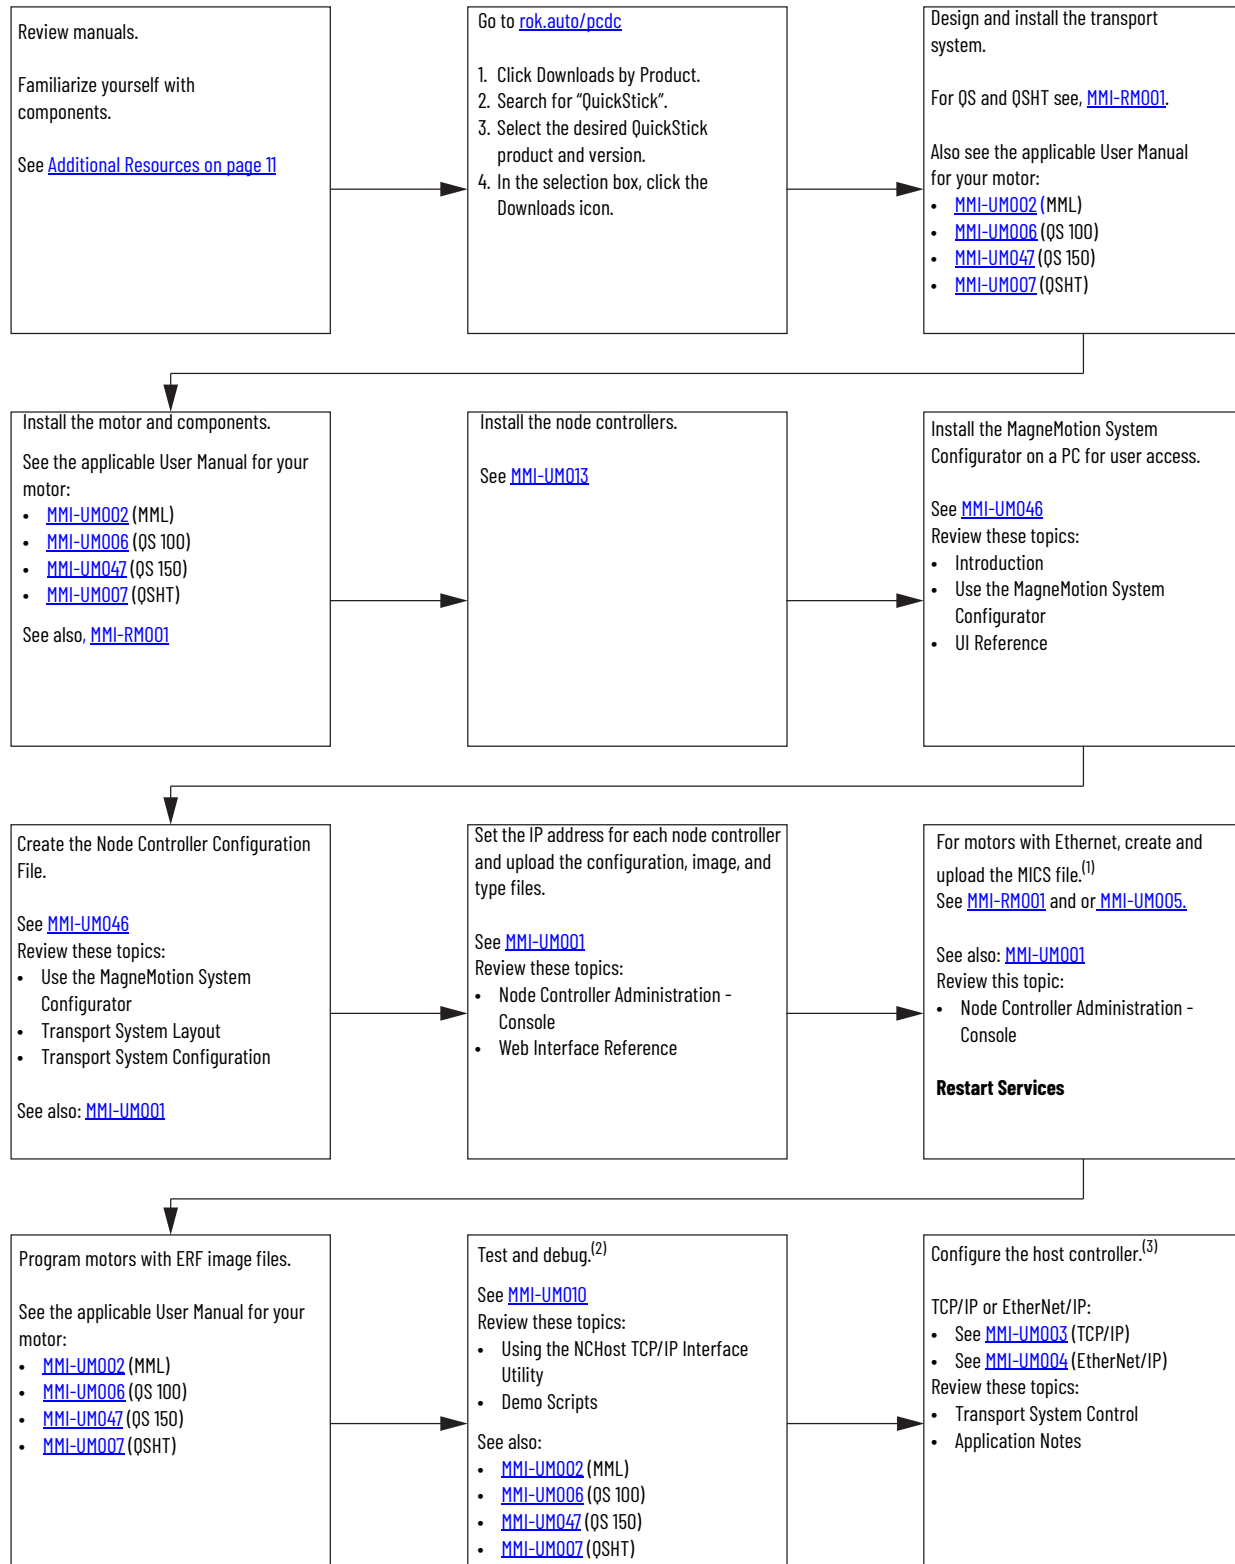 Review manuals.
Familiarize yourself with
components.
See Additional Resources on page 11
Go to rok.auto/pcdc
1. Click Downloads by Product.
2. Search for “QuickStick”.
3. Select the desired QuickStick
product and version.
4. In the selection box, click the
Downloads icon.
Design and install the transport
system.
For QS and QSHT see, MMI-RM001.
Also see the applicable User Manual
for your motor:
• MMI-UM002 (MML)
• MMI-UM006 (QS 100)
• MMI-UM047 (QS 150)
• MMI-UM007 (QSHT)
Install the motor and components.
See the applicable User Manual for your
motor:
• MMI-UM002 (MML)
• MMI-UM006 (QS 100)
• MMI-UM047 (QS 150)
• MMI-UM007 (QSHT)
See also, MMI-RM001
Install the node controllers.
See MMI-UM013
Install the MagneMotion System
Configurator on a PC for user access.
See MMI-UM046
Review these topics:
• Introduction
• Use the MagneMotion System
Configurator
• UI Reference
Create the Node Controller Configuration
File.
See MMI-UM046
Review these topics:
• Use the MagneMotion System
Configurator
• Transport System Layout
• Transport System Configuration
See also: MMI-UM001
Set the IP address for each node controller
and upload the configuration, image, and
type files.
See MMI-UM001
Review these topics:
• Node Controller Administration -
Console
• Web Interface Reference
For motors with Ethernet, create and
upload the MICS file.(1)
See MMI-RM001 and or MMI-UM005.
See also: MMI-UM001
Review this topic:
• Node Controller Administration -
Console
Restart Services
Program motors with ERF image files.
See the applicable User Manual for your
motor:
• MMI-UM002 (MML)
• MMI-UM006 (QS 100)
• MMI-UM047 (QS 150)
• MMI-UM007 (QSHT)
Test and debug.(2)
See MMI-UM010
Review these topics:
• Using the NCHost TCP/IP Interface
Utility
• Demo Scripts
See also:
• MMI-UM002 (MML)
• MMI-UM006 (QS 100)
• MMI-UM047 (QS 150)
• MMI-UM007 (QSHT)
Configure the host controller.(3)
TCP/IP or EtherNet/IP:
• See MMI-UM003 (TCP/IP)
• See MMI-UM004 (EtherNet/IP)
Review these topics:
• Transport System Control
• Application Notes